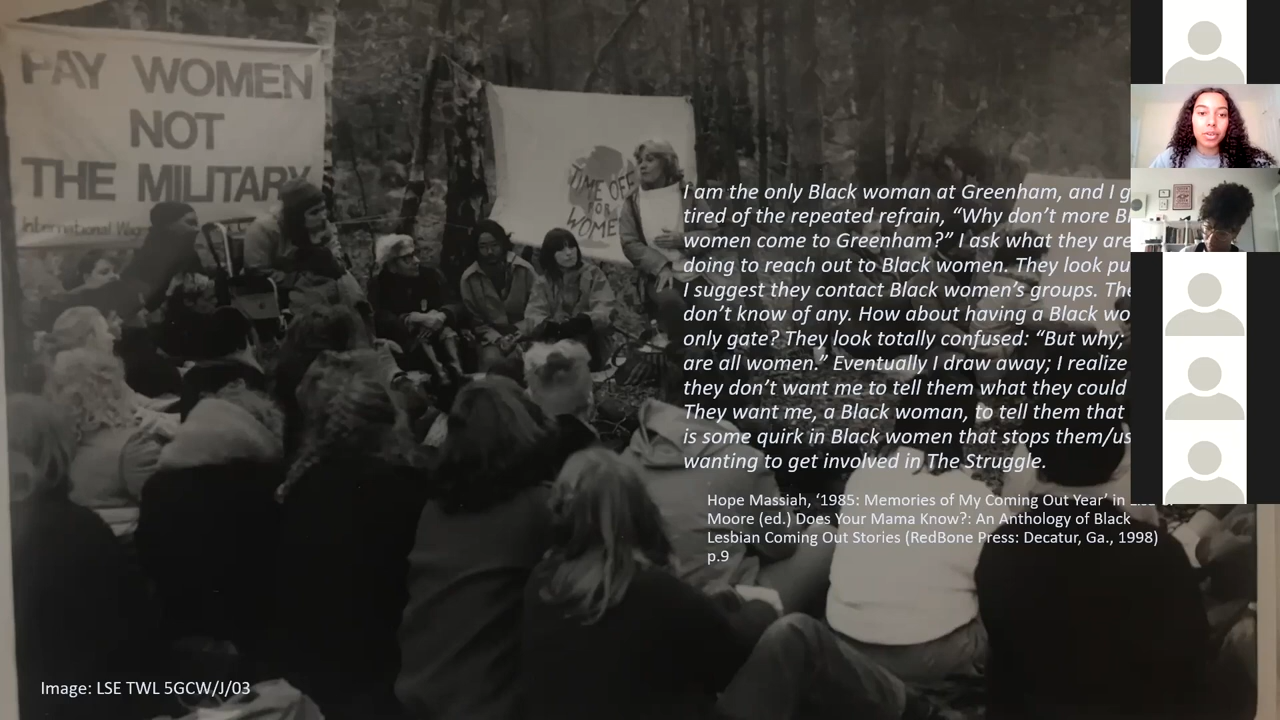 PAY WOMEN
NOT
THE MILITARY
International
TIME OFF
FOR
WOMEN
I am the only Black woman at Greenham, and I
tired of the repeated refrain, “Why don’t more
women come to Greenham?” I ask what they are
doing to reach out to Black women. They look
I suggest they contact Black women’s groups.
don’t know of any. How about having a Black
only gate? They look totally confused: “But why;
are all women.” Eventually I draw away; I realize
they don’t want me to tell them what they could
They want me, a Black woman, to tell them that
is some quirk in Black women that stops them/us
wanting to get involved in The Struggle.
Hope Massiah, ‘1985: Memories of My Coming Out Year’ in
Moore (ed.) Does Your Mama Know?: An Anthology of Black
Lesbian Coming Out Stories (RedBone Press: Decatur, Ga., 1998)
p.9
Image: LSE TWL 5GCW/J/03